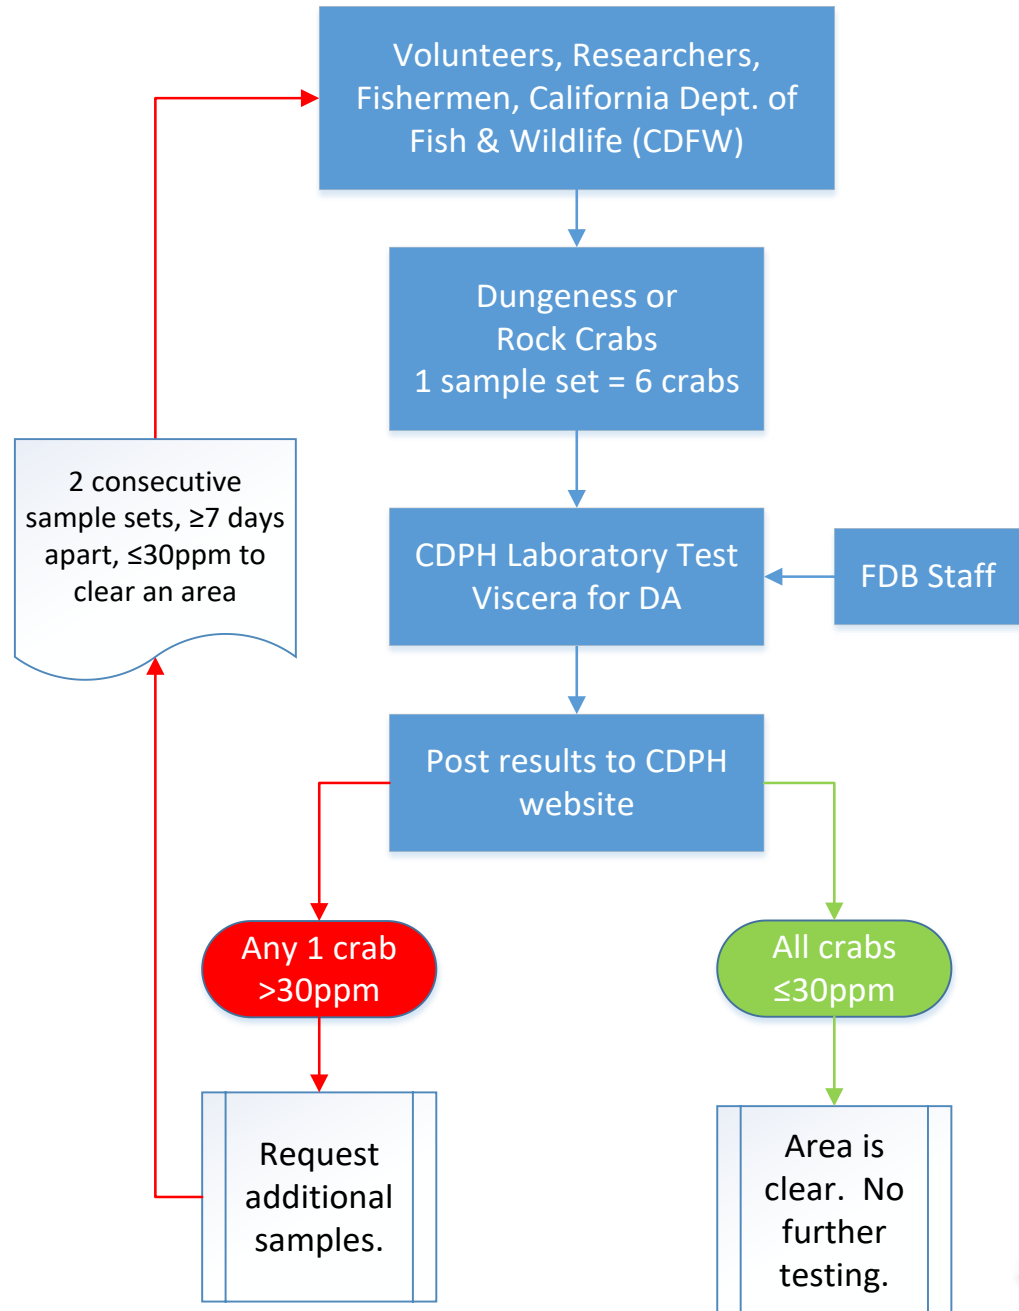 Volunteers, Researchers,
Fishermen, California Dept. of
Fish & Wildlife (CDFW)
Dungeness or
Rock Crabs
1 sample set = 6 crabs
2 consecutive
sample sets, ≥7 days
apart, ≤30ppm to
clear an area
CDPH Laboratory Test
Viscera for DA
FDB Staff
Post results to CDPH
website
Any 1 crab
>30ppm
All crabs
≤30ppm
Request
additional
samples.
Area is
clear.  No
further
testing.